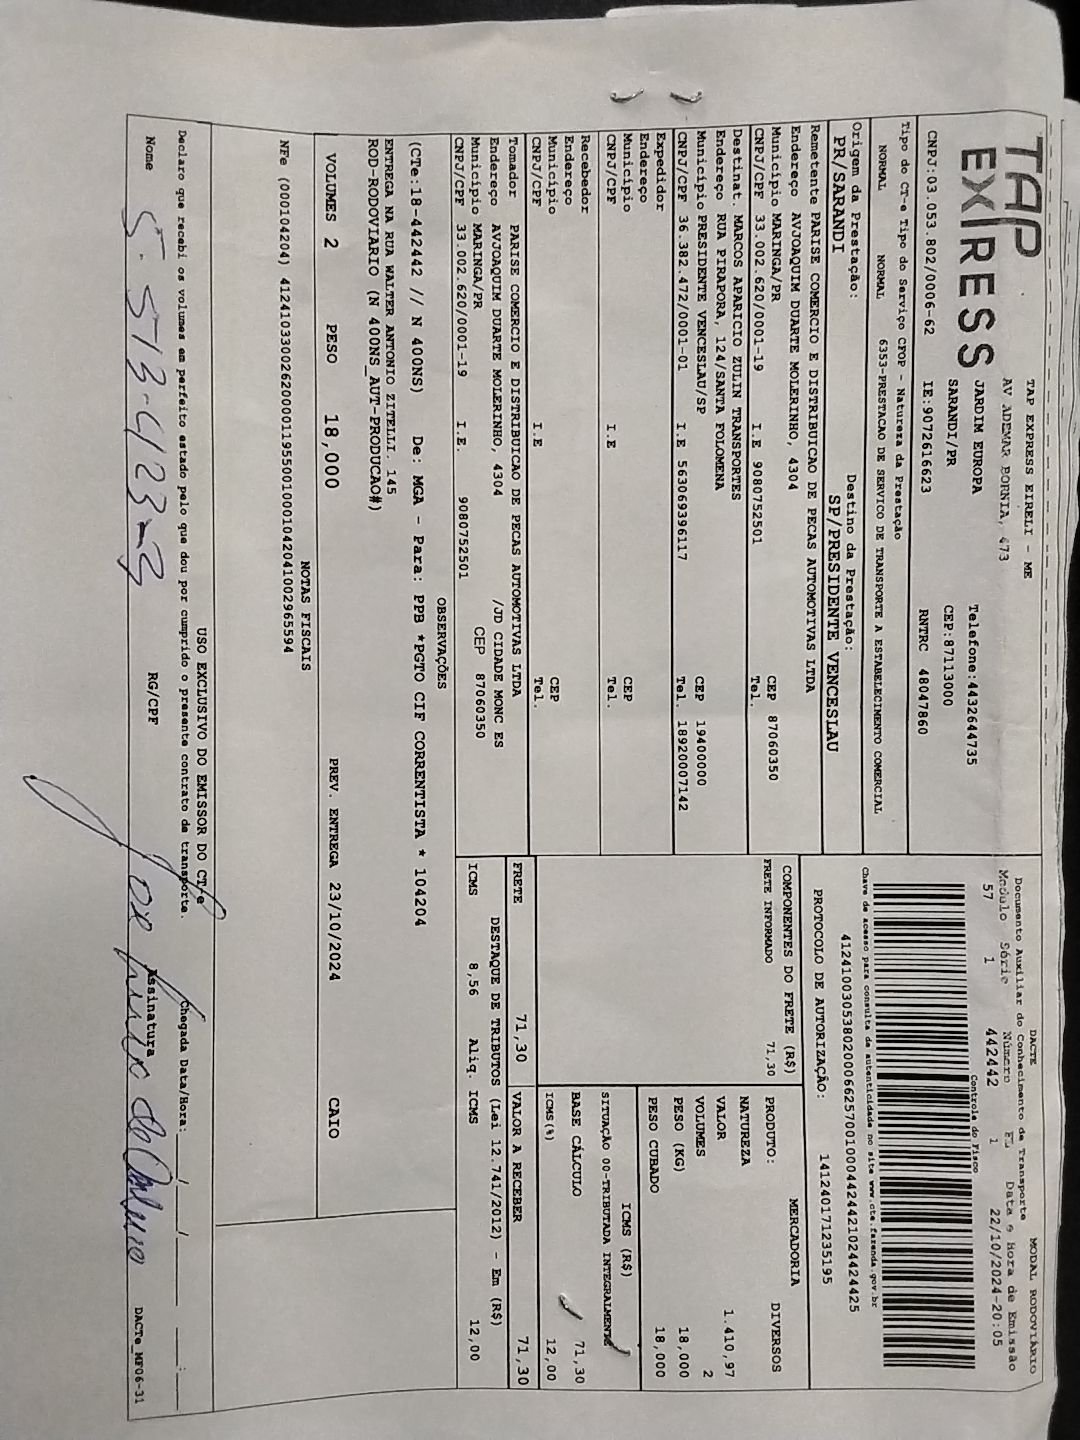 TAP
EXPRESS
TAP EXPRESS EIRELI - ME
AV ADEMAR BORNIA, 473
JARDIM EUROPA Telefone:4432644735
SARANDI/PR CEP:87113000
CNPJ:03.053.802/0006-62 IE:9072616623 RNTRC 48047860
Tipo do CT-e Tipo do Serviço CFOP - Natureza da Prestação
NORMAL NORMAL 6353-PRESTACAO DE SERVICO DE TRANSPORTE A ESTABELECIMENTO COMERCIAL
Origem da Prestação: Destino da Prestação:
PR/SARANDI SP/PRESIDENTE VENCESLAU
Remetente PARISE COMERCIO E DISTRIBUICAO DE PECAS AUTOMOTIVAS LTDA
Endereço AVJOAQUIM DUARTE MOLERINHO, 4304
Município MARINGA/PR CEP 87060350
CNPJ/CPF 33.002.620/0001-19 I.E 9080752501 Tel.
Destinat. MARCOS APARICIO ZULIN TRANSPORTES
Endereço RUA PIRAPORA, 124/SANTA FOLOMENA
Município PRESIDENTE VENCESLAU/SP CEP 19400000
CNPJ/CPF 36.382.472/0001-01 I.E 563069396117 Tel. 18920007142
Expedidor
Endereço
Município CEP
CNPJ/CPF I.E Tel.
Recebedor
Endereço
Município CEP
CNPJ/CPF I.E Tel.
Tomador PARISE COMERCIO E DISTRIBUICAO DE PECAS AUTOMOTIVAS LTDA
Endereço AVJOAQUIM DUARTE MOLERINHO, 4304 /JD CIDADE MONC ES
Município MARINGA/PR CEP 87060350
CNPJ/CPF 33.002.620/0001-19 I.E. 9080752501
DACTE MODAL RODOVIÁRIO
Documento Auxiliar do Conhecimento de Transporte
Modulo Série Número Fl Data e Hora de Emissão
57 1 442442 1 22/10/2024-20:05
Controle do Fisco
Chave de acesso para consulta de autenticidade no site www.cte.fazenda.gov.br
41241003053802000662570010004424421024424425
PROTOCOLO DE AUTORIZAÇÃO: 141240171235195
COMPONENTES DO FRETE (R$)
FRETE INFORMADO 71,30
PRODUTO: MERCADORIA
NATUREZA DIVERSOS
VALOR 1.410,97
VOLUMES 2
PESO (KG) 18,000
PESO CUBADO 18,000
ICMS (R$)
SITUAÇÃO 00-TRIBUTADA INTEGRALMENTE
BASE CÁLCULO 71,30
ICMS(%) 12,00
FRETE 71,30 VALOR A RECEBER 71,30
DESTAQUE DE TRIBUTOS (Lei 12.741/2012) - Em (R$)
ICMS 8,56 Aliq. ICMS 12,00
OBSERVAÇÕES
(CTe:18-442442 // N 400NS) De: MGA - Para: PPB *PGTO CIF CORRENTISTA * 104204
ENTREGA NA RUA WALTER ANTONIO ZITELLI, 145
ROD-RODOVIARIO (N 400NS_AUT-PRODUCAO#)
VOLUMES 2 PESO 18,000 PREV. ENTREGA 23/10/2024 CAIO
NOTAS FISCAIS
NFe (000104204) 41241033002620000119550010001042041002965594
USO EXCLUSIVO DO EMISSOR DO CT-e
Declaro que recebi os volumes em perfeito estado pelo que dou por cumprido o presente contrato de transporte. Chegada Data/Hora:____/____/____ ____:____
Nome 5.513.423-3 RG/CPF Assinatura
DACTe_MF06-31